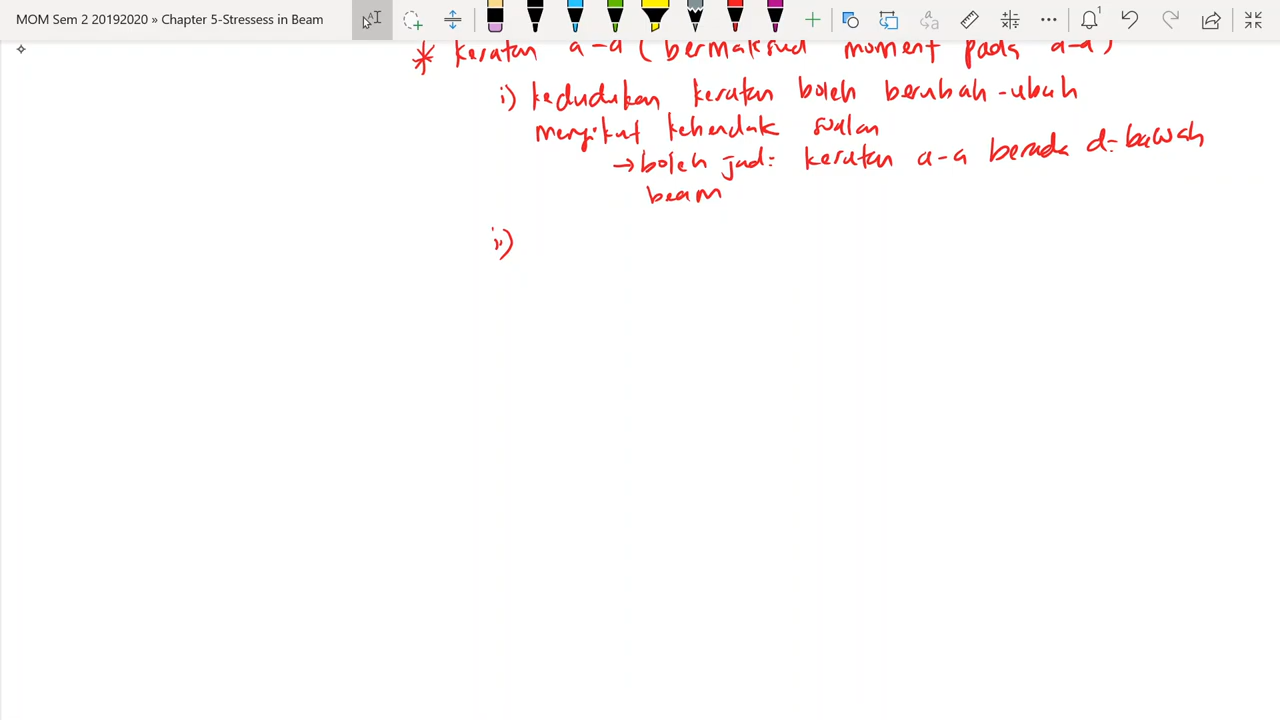 MOM Sem 2 20192020 » Chapter 5-Stressess in Beam
* keratan a-a ( bermaksud moment pada a-a )
i) kedudukan keratan boleh berubah-ubah
mengikut kehendak soalan
→ boleh jadi keratan a-a berada di bawah
beam
ii)